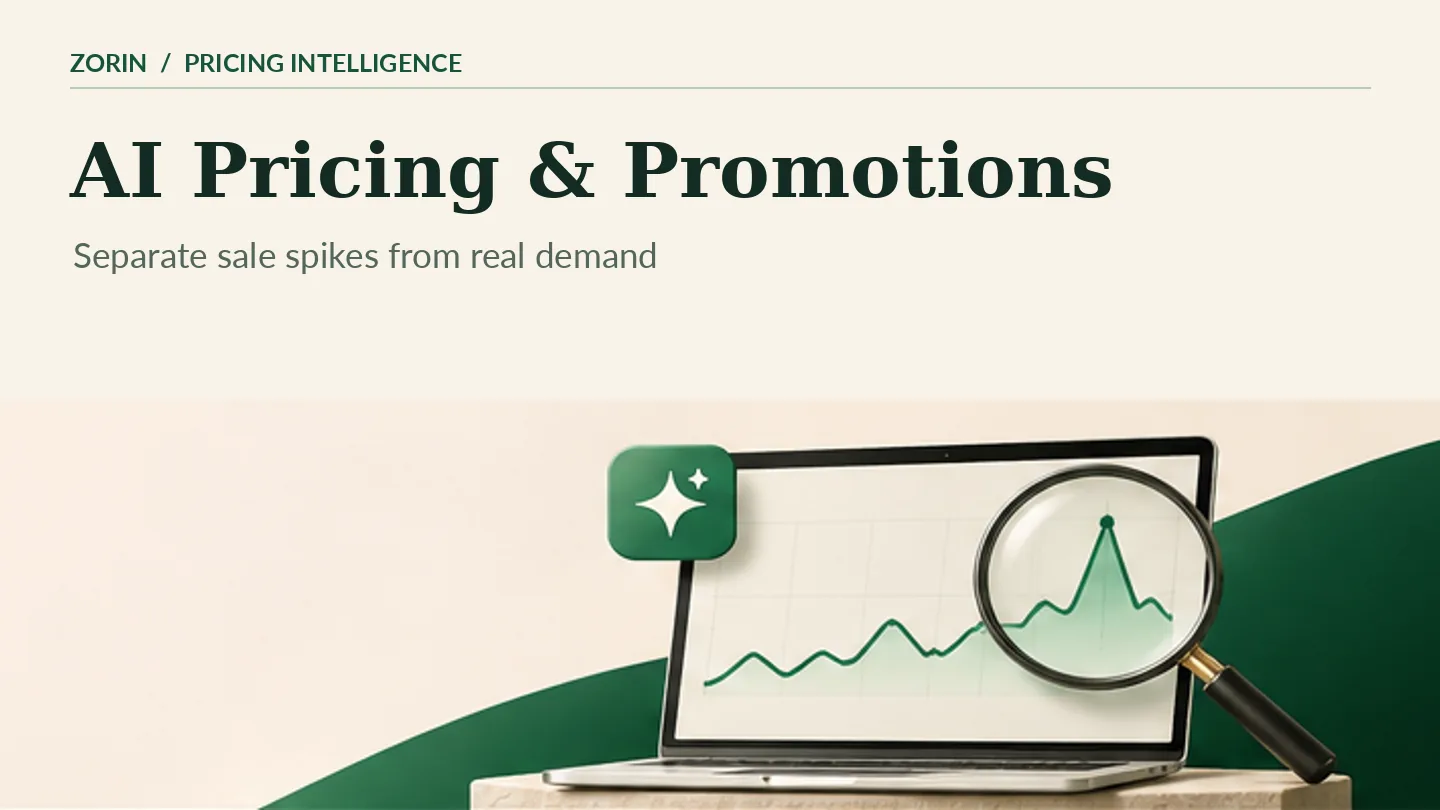 ZORIN / PRICING INTELLIGENCE
AI Pricing & Promotions
Separate sale spikes from real demand